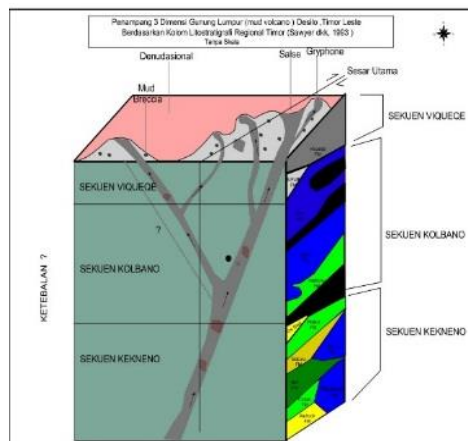 Penampang 3 Dimensi Gunung Lumpur (mud volcano ) Desilo ,Timor Leste
Berdasarkan Kolom Litostratigrafi Regional Timor (Sawyer dkk, 1993 )
Tanpa Skala
Denudasional
Mud
Breccia
Salse
Gryphone
Sesar Utama
SEKUEN VIQUEQE
SEKUEN VIQUEQE
?
SEKUEN KOLBANO
SEKUEN KOLBANO
KETEBALAN ?
SEKUEN KEKNENO
SEKUEN KEKNENO